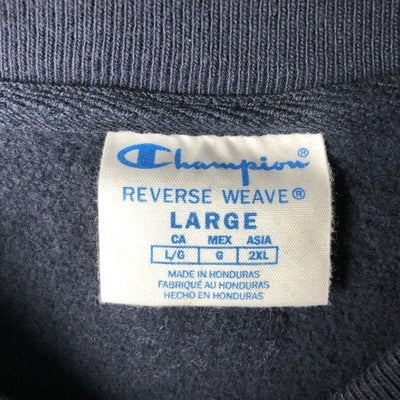 Champion®
REVERSE WEAVE®
LARGE
CA MEX ASIA
L/G G 2XL
MADE IN HONDURAS
FABRIQUÉ AU HONDURAS
HECHO EN HONDURAS